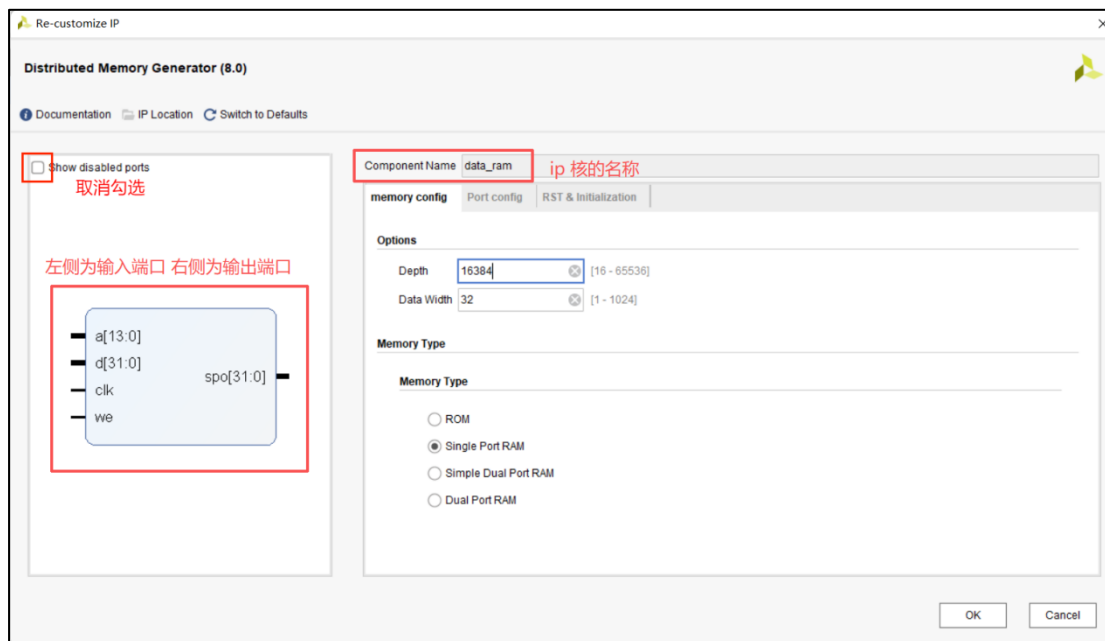 Re-customize IP
Distributed Memory Generator (8.0)
Documentation IP Location Switch to Defaults
Show disabled ports
取消勾选
左侧为输入端口 右侧为输出端口
a[13:0]
d[31:0]
clk
we
spo[31:0]
Component Name data_ram ip 核的名称
memory config Port config RST & Initialization
Options
Depth 16384 [16 - 65536]
Data Width 32 [1 - 1024]
Memory Type
Memory Type
ROM
Single Port RAM
Simple Dual Port RAM
Dual Port RAM
OK Cancel